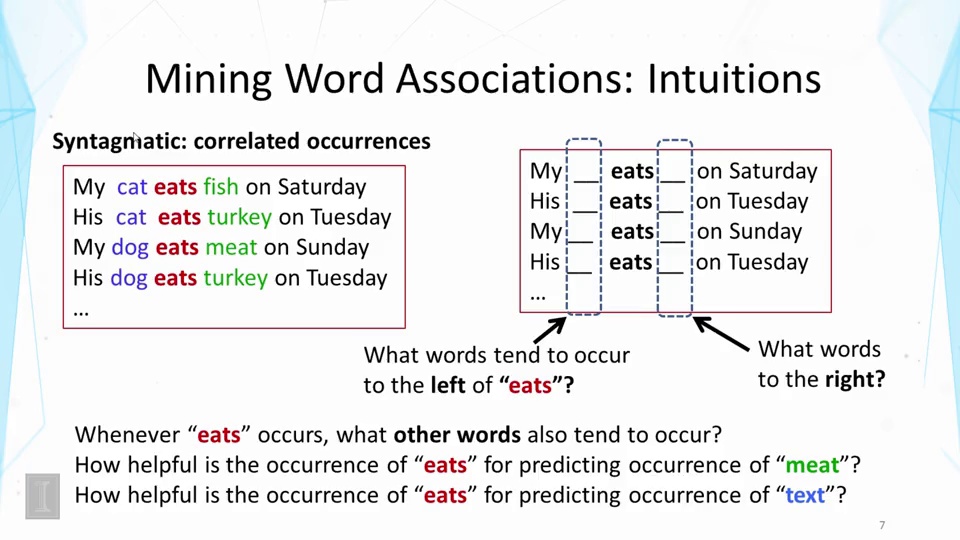 Mining Word Associations: Intuitions
Syntagmatic: correlated occurrences
My cat eats fish on Saturday
His cat eats turkey on Tuesday
My dog eats meat on Sunday
His dog eats turkey on Tuesday
...
My __ eats __ on Saturday
His __ eats __ on Tuesday
My __ eats __ on Sunday
His __ eats __ on Tuesday
...
What words tend to occur
to the left of “eats”?
What words
to the right?
Whenever “eats” occurs, what other words also tend to occur?
How helpful is the occurrence of “eats” for predicting occurrence of “meat”?
How helpful is the occurrence of “eats” for predicting occurrence of “text”?
I
7